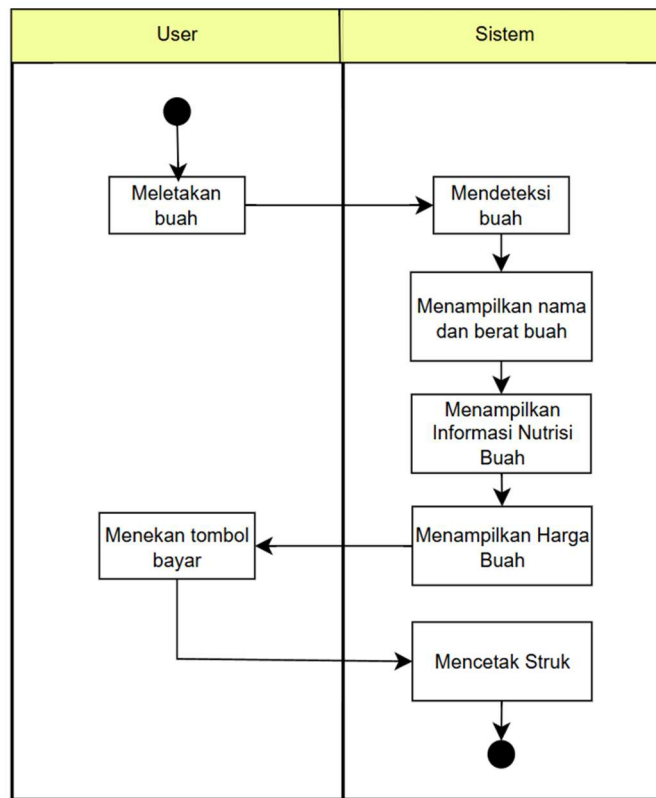 User
Sistem
Meletakan
buah
Mendeteksi
buah
Menampilkan nama
dan berat buah
Menampilkan
Informasi Nutrisi
Buah
Menekan tombol
bayar
Menampilkan Harga
Buah
Mencetak Struk